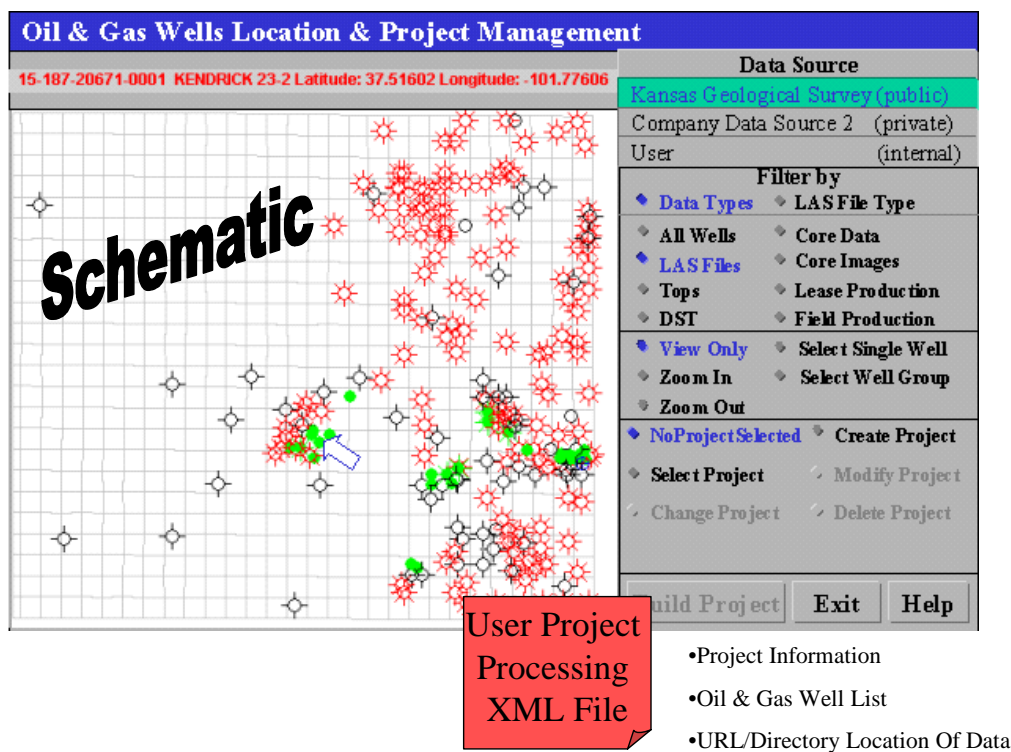 Oil & Gas Wells Location & Project Management
15-187-20671-0001 KENDRICK 23-2 Latitude: 37.51602 Longitude: -101.77606
Schematic
Data Source
Kansas Geological Survey (public)
Company Data Source 2 (private)
User (internal)
Filter by
Data Types LAS File Type
All Wells Core Data
LAS Files Core Images
Tops Lease Production
DST Field Production
View Only Select Single Well
Zoom In Select Well Group
Zoom Out
NoProjectSelected Create Project
Select Project Modify Project
Change Project Delete Project
uild Project Exit Help
User Project
Processing
XML File
•Project Information
•Oil & Gas Well List
•URL/Directory Location Of Data